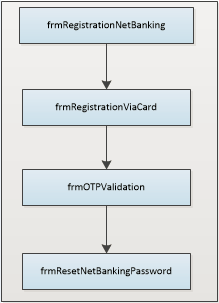 frmRegistrationNetBanking
frmRegistrationViaCard
frmOTPValidation
frmResetNetBankingPassword